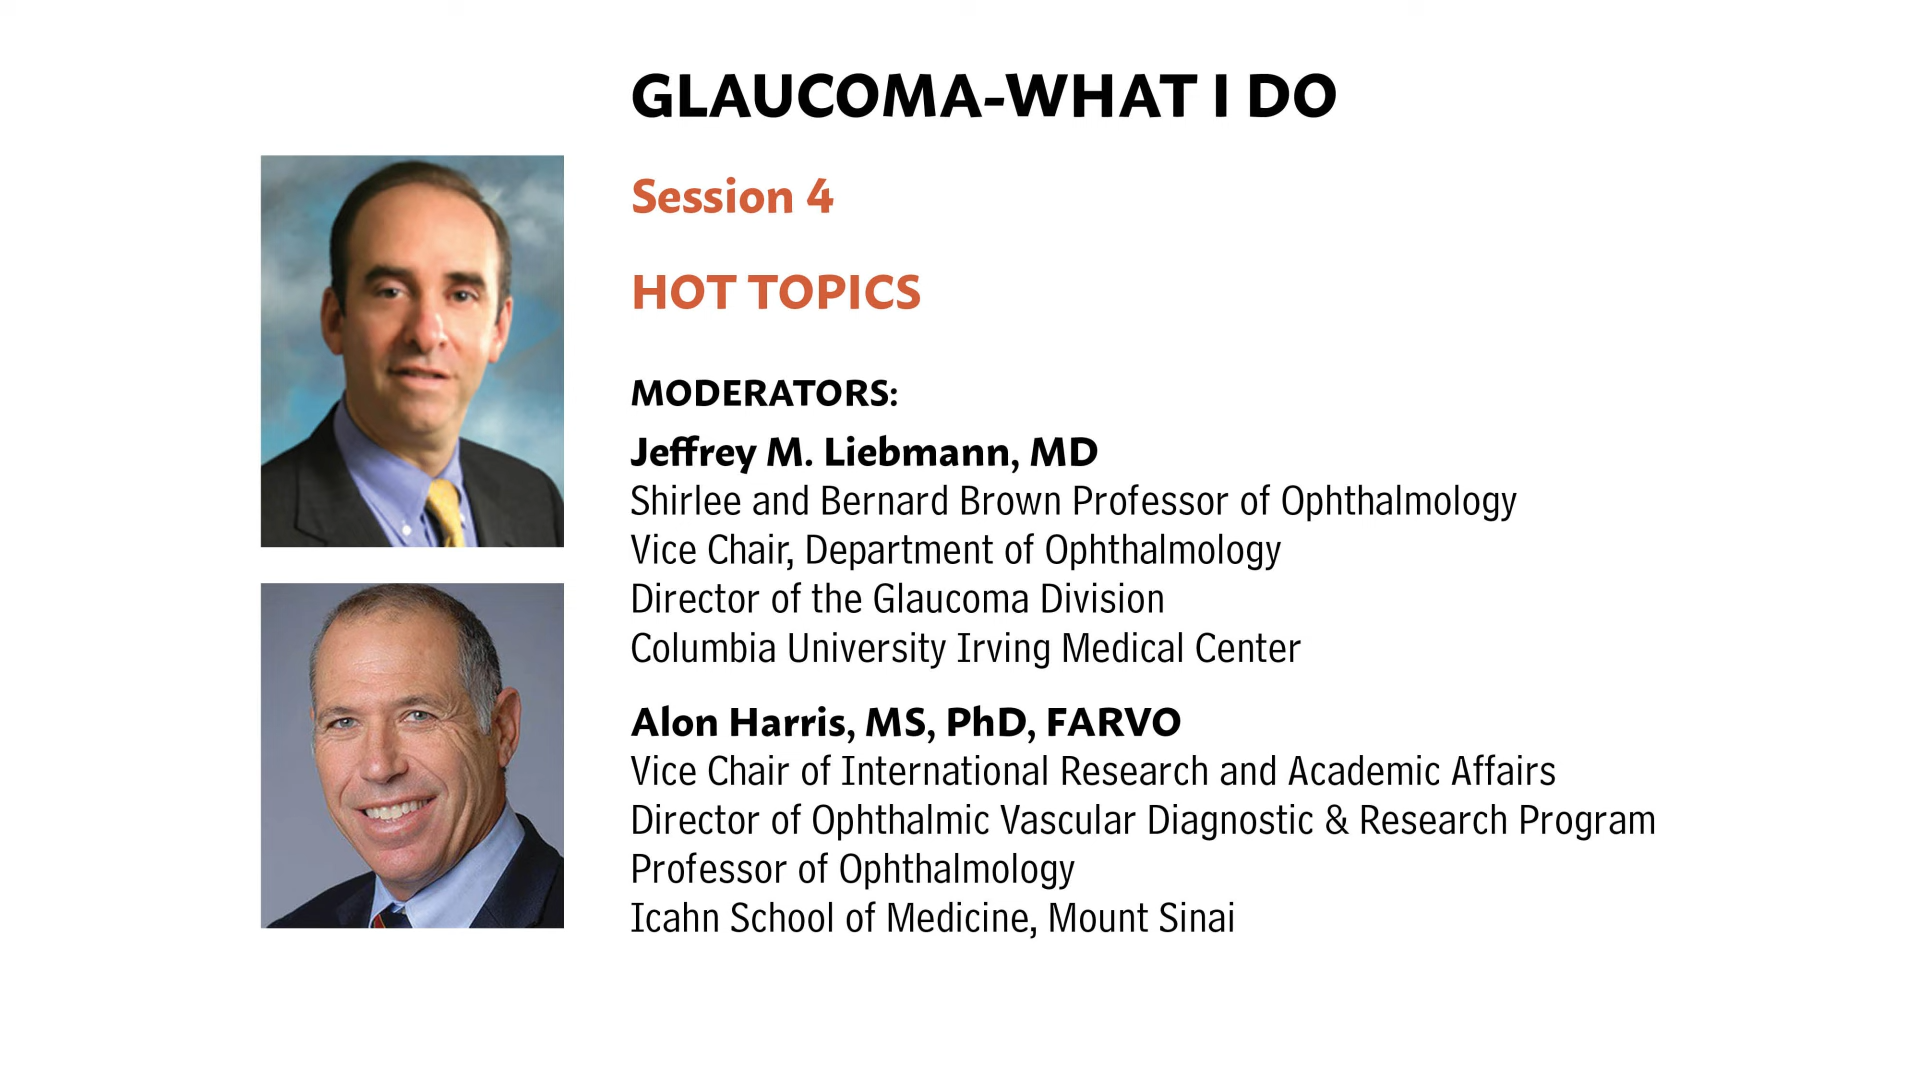 GLAUCOMA-WHAT I DO
Session 4
HOT TOPICS
MODERATORS:
Jeffrey M. Liebmann, MD
Shirlee and Bernard Brown Professor of Ophthalmology
Vice Chair, Department of Ophthalmology
Director of the Glaucoma Division
Columbia University Irving Medical Center
Alon Harris, MS, PhD, FARVO
Vice Chair of International Research and Academic Affairs
Director of Ophthalmic Vascular Diagnostic & Research Program
Professor of Ophthalmology
Icahn School of Medicine, Mount Sinai